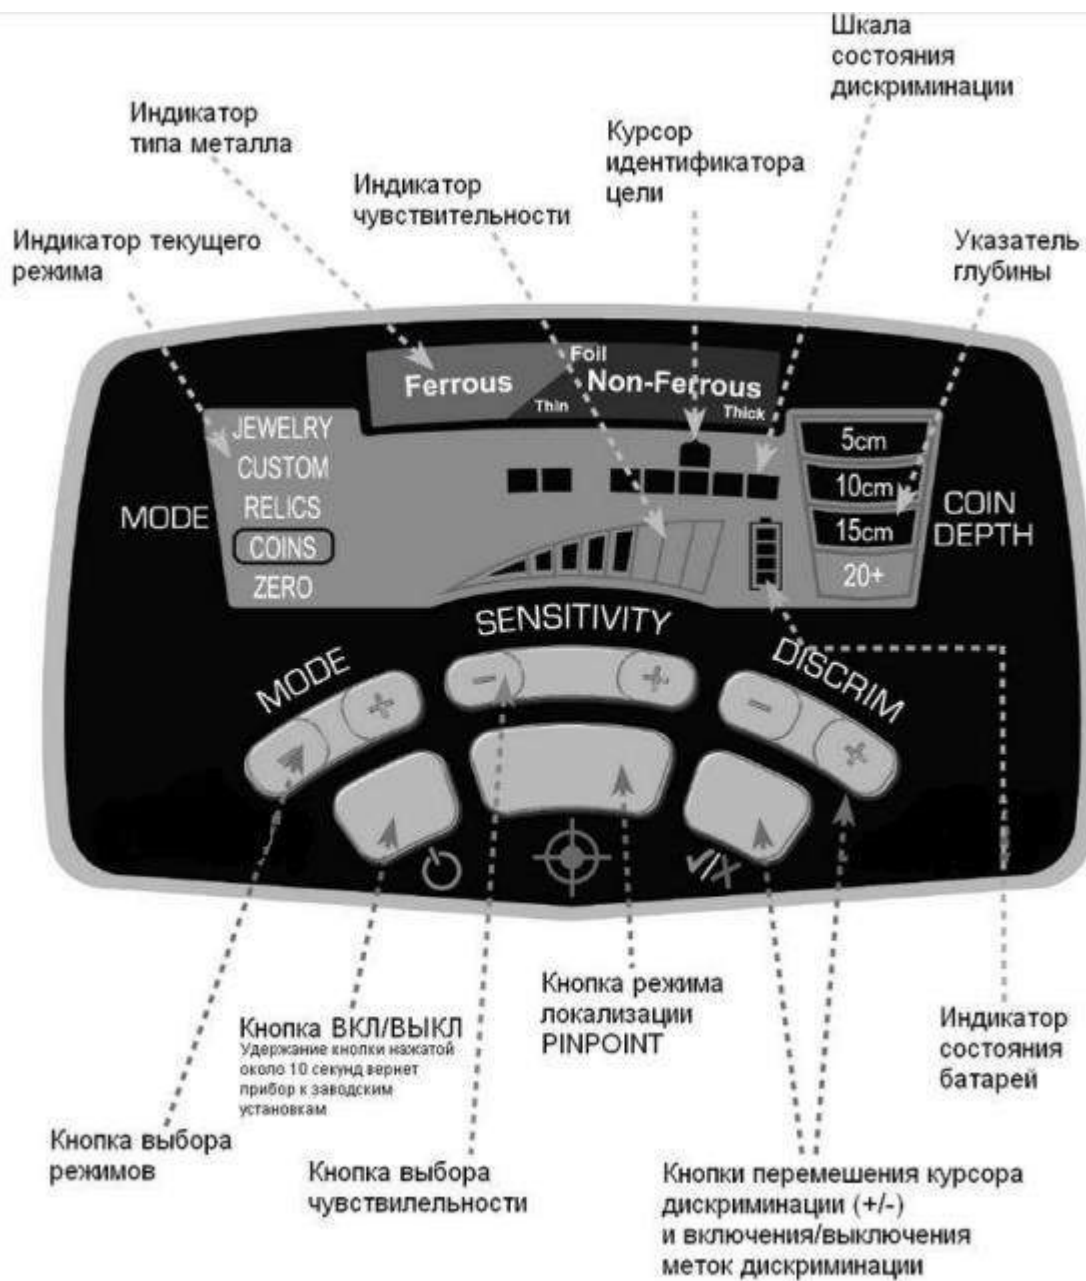 Шкала
состояния
дискриминации
Индикатор
типа металла
Курсор
идентификатора
цели
Индикатор
чувствительности
Индикатор текущего
режима
Указатель
глубины
Foil
Ferrous
Non-Ferrous
Thin
Thick
MODE
JEWELRY
CUSTOM
RELICS
COINS
ZERO
5cm
10cm
15cm
20+
COIN
DEPTH
SENSITIVITY
MODE
DISCRIM
- +
- +
+
Кнопка режима
локализации
PINPOINT
Кнопка ВКЛ/ВЫКЛ
Удержание кнопки нажатой
около 10 секунд вернет
прибор к заводским
установкам
Индикатор
состояния
батарей
Кнопка выбора
режимов
Кнопка выбора
чувствилельности
Кнопки перемешения курсора
дискриминации (+/-)
и включения/выключения
меток дискриминации